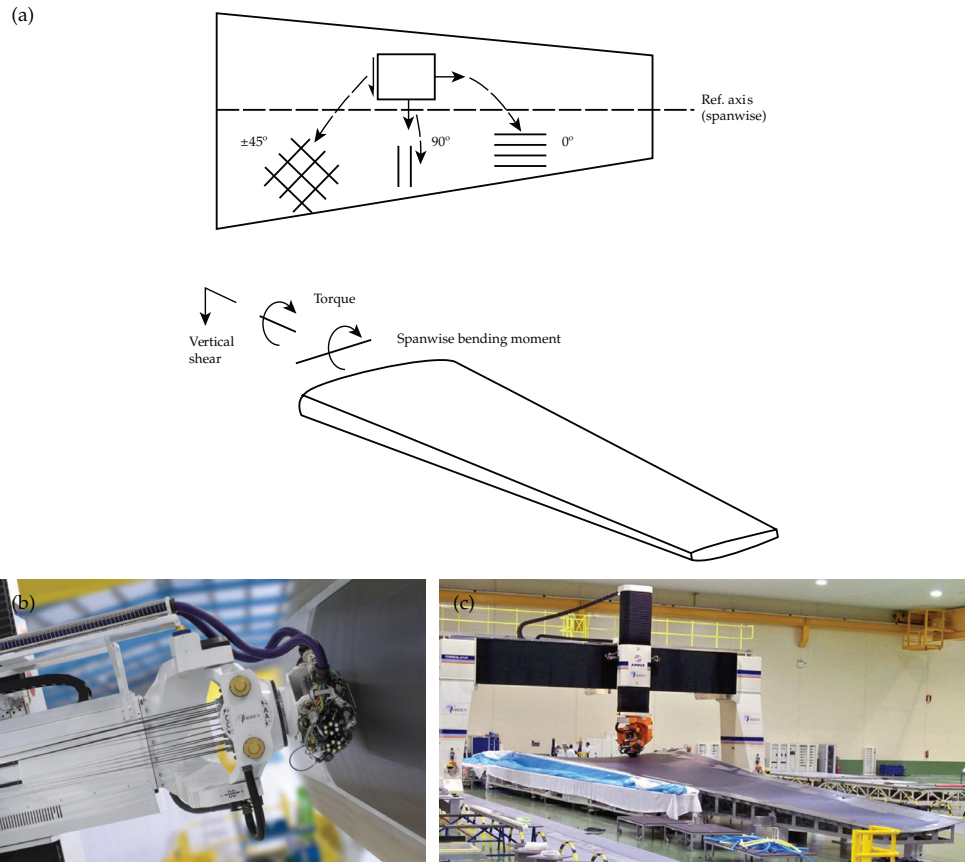 (a)
Ref. axis
(spanwise)
±45º
90º
0º
Torque
Vertical
shear
Spanwise bending moment
(b)
(c)